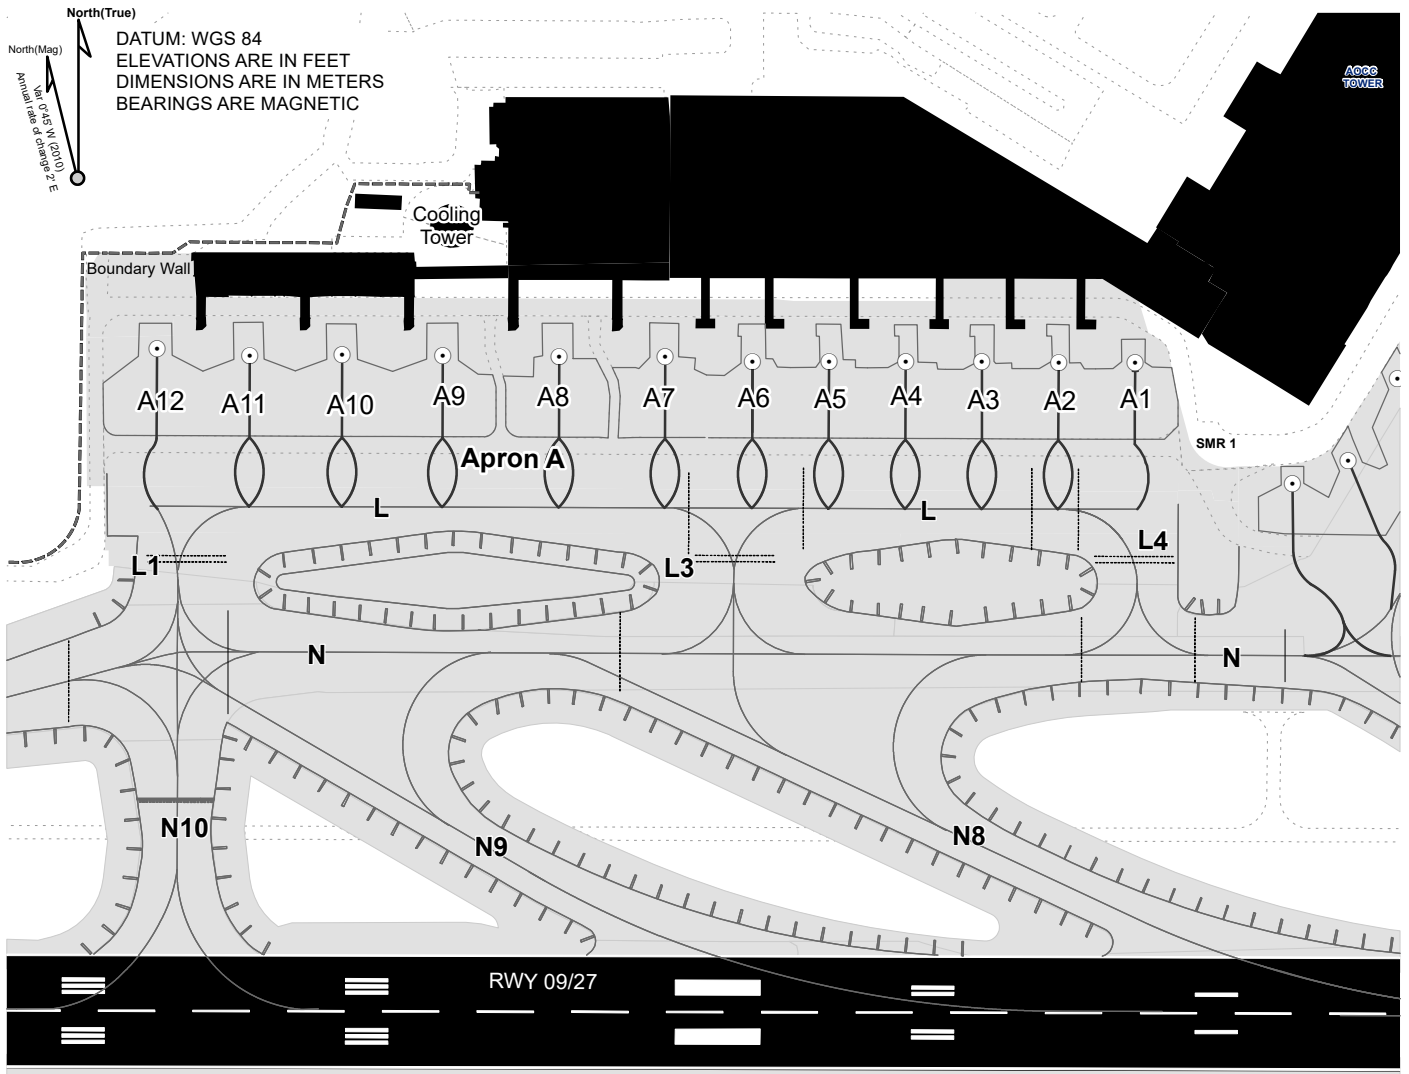 North(True)
North(Mag)
Var 0°45' W (2010)
Annual rate of change 2' E
DATUM: WGS 84
ELEVATIONS ARE IN FEET
DIMENSIONS ARE IN METERS
BEARINGS ARE MAGNETIC
AOCC
TOWER
Cooling
Tower
Boundary Wall
A12
A11
A10
A9
A8
A7
A6
A5
A4
A3
A2
A1
SMR 1
Apron A
L
L
L1
L3
L4
N
N
N10
N9
N8
RWY 09/27